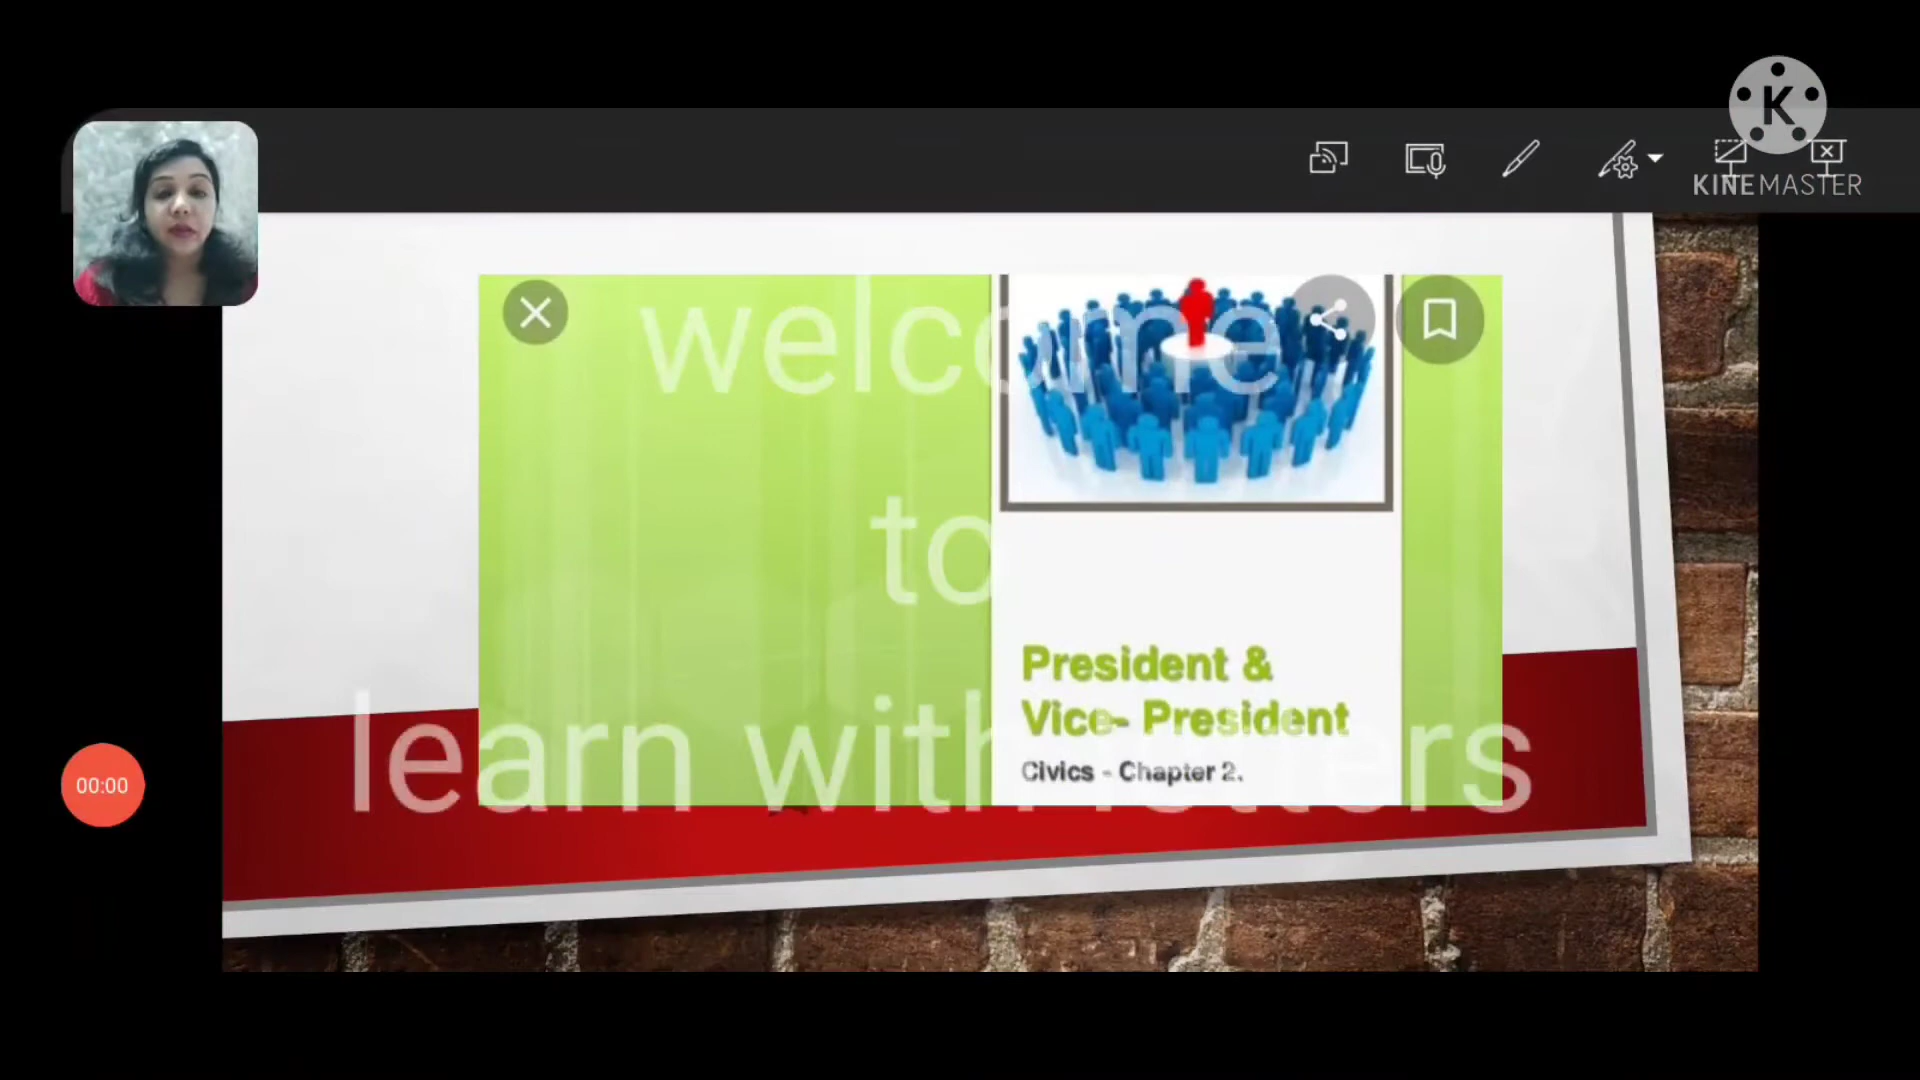 K
KINEMASTER
welcome
to
learn with
President &
Vice- President
Civics - Chapter 2.
00:00